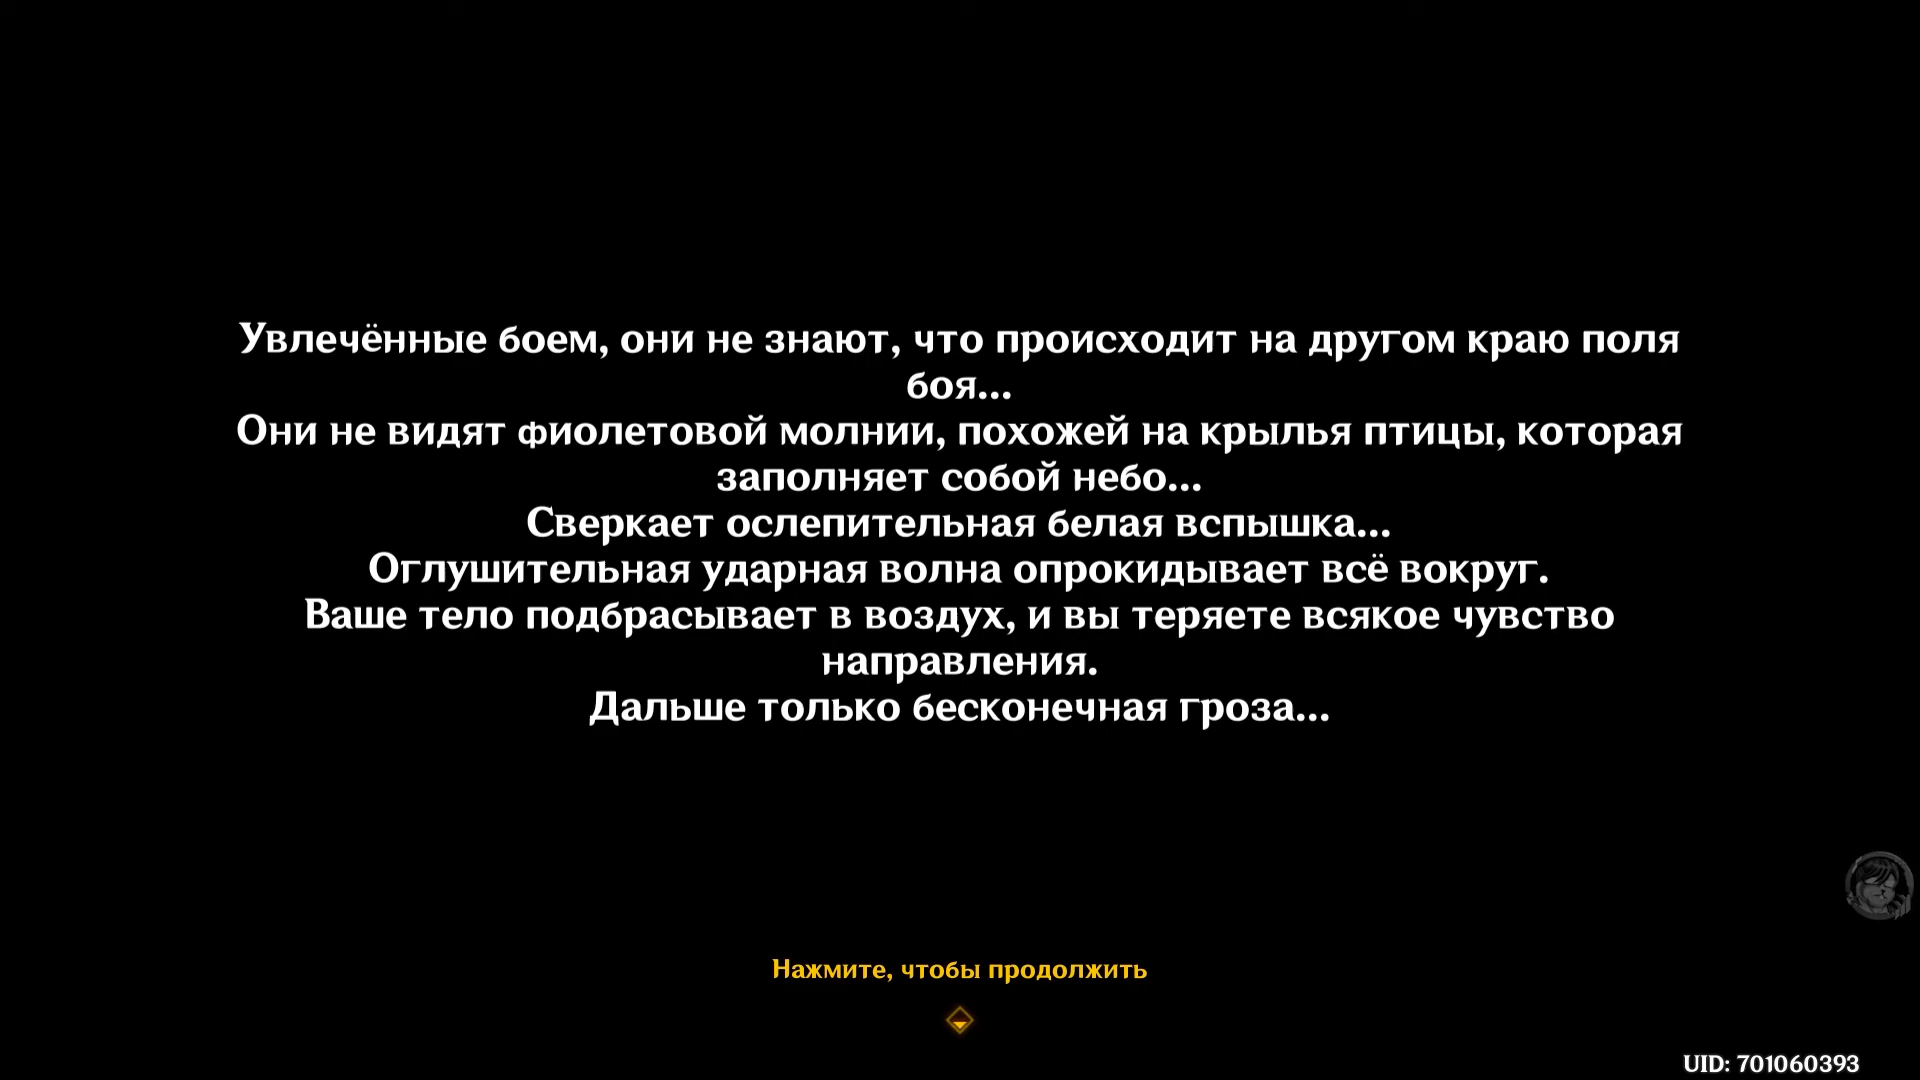 Увлечённые боем, они не знают, что происходит на другом краю поля
боя...
Они не видят фиолетовой молнии, похожей на крылья птицы, которая
заполняет собой небо...
Сверкает ослепительная белая вспышка...
Оглушительная ударная волна опрокидывает всё вокруг.
Ваше тело подбрасывает в воздух, и вы теряете всякое чувство
направления.
Дальше только бесконечная гроза...
Нажмите, чтобы продолжить
UID: 701060393